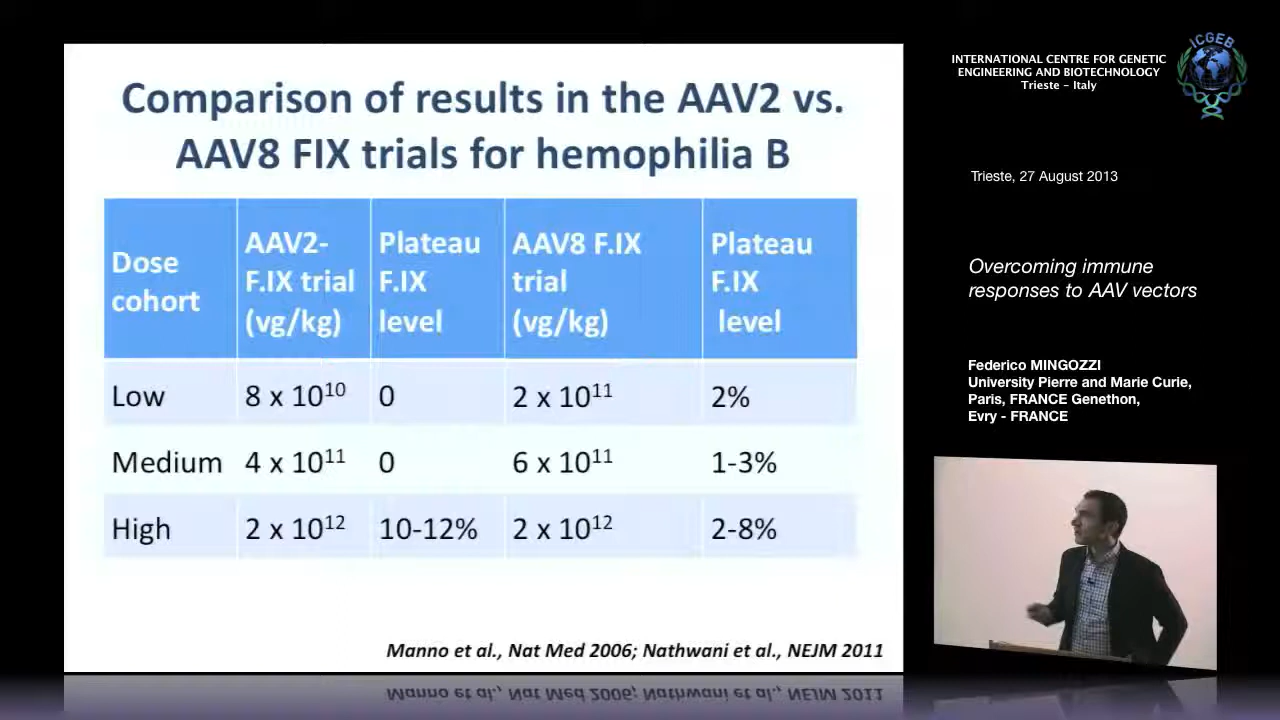 Comparison of results in the AAV2 vs.
AAV8 FIX trials for hemophilia B
Dose cohort | AAV2-F.IX trial (vg/kg) | Plateau F.IX level | AAV8 F.IX trial (vg/kg) | Plateau F.IX level
Low | 8 x 10¹⁰ | 0 | 2 x 10¹¹ | 2%
Medium | 4 x 10¹¹ | 0 | 6 x 10¹¹ | 1-3%
High | 2 x 10¹² | 10-12% | 2 x 10¹² | 2-8%
Manno et al., Nat Med 2006; Nathwani et al., NEJM 2011
INTERNATIONAL CENTRE FOR GENETIC
ENGINEERING AND BIOTECHNOLOGY
Trieste – Italy
ICGEB
Trieste, 27 August 2013
Overcoming immune
responses to AAV vectors
Federico MINGOZZI
University Pierre and Marie Curie,
Paris, FRANCE Genethon,
Evry - FRANCE